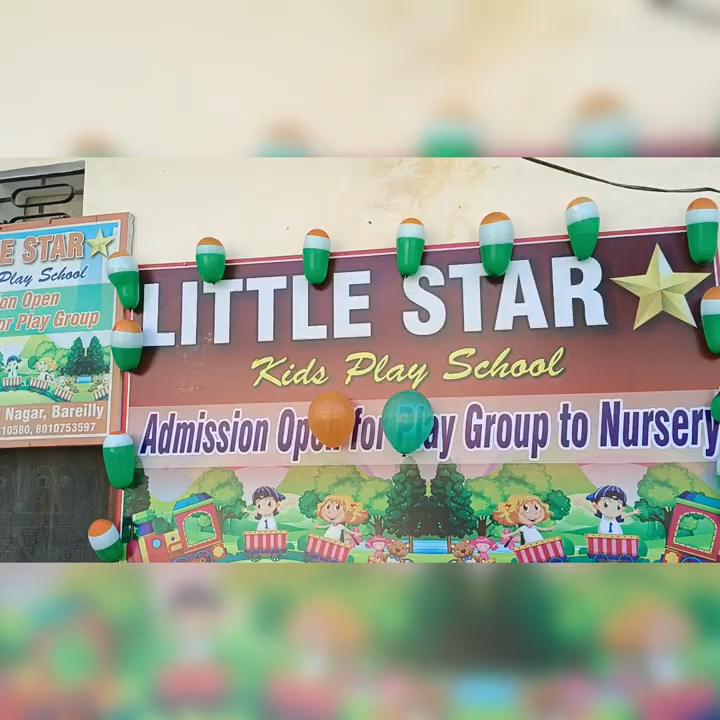 E STAR
Play School
on Open
or Play Group
Nagar, Bareilly
10580, 8010753597
LITTLE STAR
Kids Play School
Admission Open for Play Group to Nursery